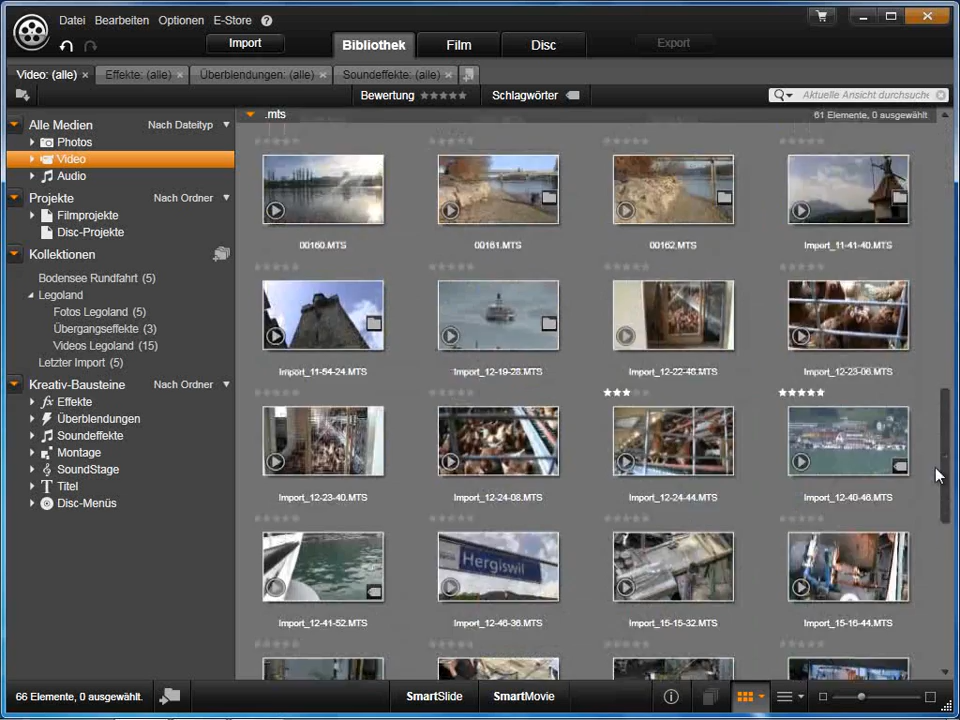 Datei Bearbeiten Optionen E-Store ?
Import Bibliothek Film Disc Export
Video: (alle) × Effekte: (alle) × Überblendungen: (alle) × Soundeffekte: (alle) ×
Bewertung Schlagwörter Aktuelle Ansicht durchsuche
.mts 61 Elemente, 0 ausgewählt
Alle Medien Nach Dateityp
Photos
Video
Audio
Projekte Nach Ordner
Filmprojekte
Disc-Projekte
Kollektionen
Bodensee Rundfahrt (5)
Legoland
Fotos Legoland (5)
Übergangseffekte (3)
Videos Legoland (15)
Letzter Import (5)
Kreativ-Bausteine Nach Ordner
fx Effekte
Überblendungen
Soundeffekte
Montage
SoundStage
T Titel
Disc-Menüs
00160.MTS 00161.MTS 00162.MTS Import_11-41-40.MTS
Import_11-54-24.MTS Import_12-19-28.MTS Import_12-22-46.MTS Import_12-23-06.MTS
Import_12-23-40.MTS Import_12-24-08.MTS Import_12-24-44.MTS Import_12-40-46.MTS
Hergiswil
Import_12-41-52.MTS Import_12-46-36.MTS Import_15-15-32.MTS Import_15-16-44.MTS
66 Elemente, 0 ausgewählt. SmartSlide SmartMovie